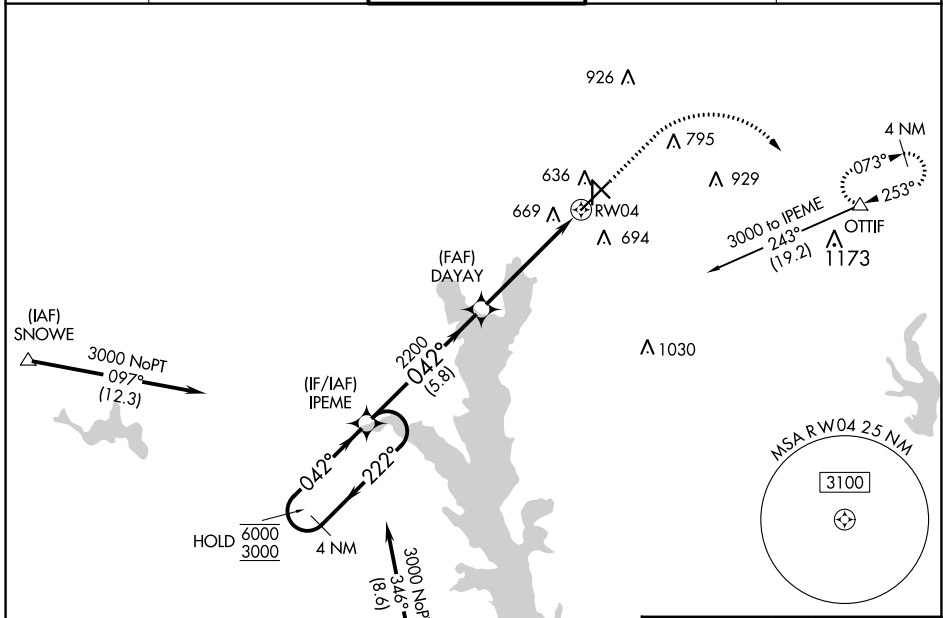 926
795
4 NM
073°
253°
636
929
669
RW04
694
OTTIF
3000 to IPEME
243°
(19.2)
1173
(FAF)
DAYAY
(IAF)
SNOWE
3000 NoPT
097°
(12.3)
2200
042°
(5.8)
1030
(IF/IAF)
IPEME
042°
222°
HOLD 6000
3000
4 NM
3000 NoPT
346°
(8.6)
MSA RW04 25 NM
3100